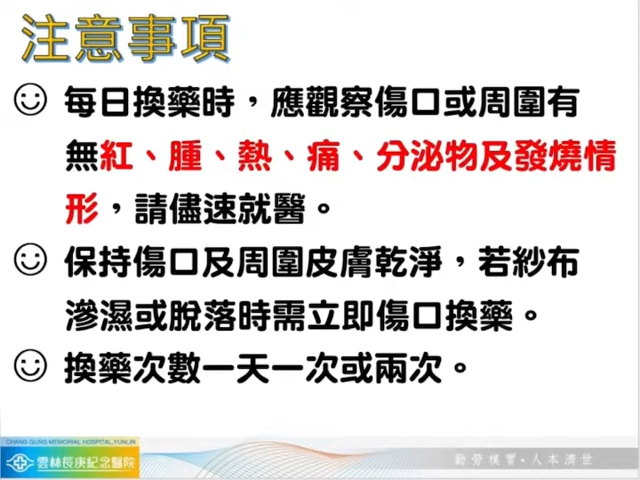 注意事項
每日換藥時，應觀察傷口或周圍有
無紅、腫、熱、痛、分泌物及發燒情
形，請儘速就醫。
保持傷口及周圍皮膚乾淨，若紗布
滲濕或脫落時需立即傷口換藥。
換藥次數一天一次或兩次。
CHANG GUNG MEMORIAL HOSPITAL,YUNLIN
雲林長庚紀念醫院
勤勞樸實・人本濟世